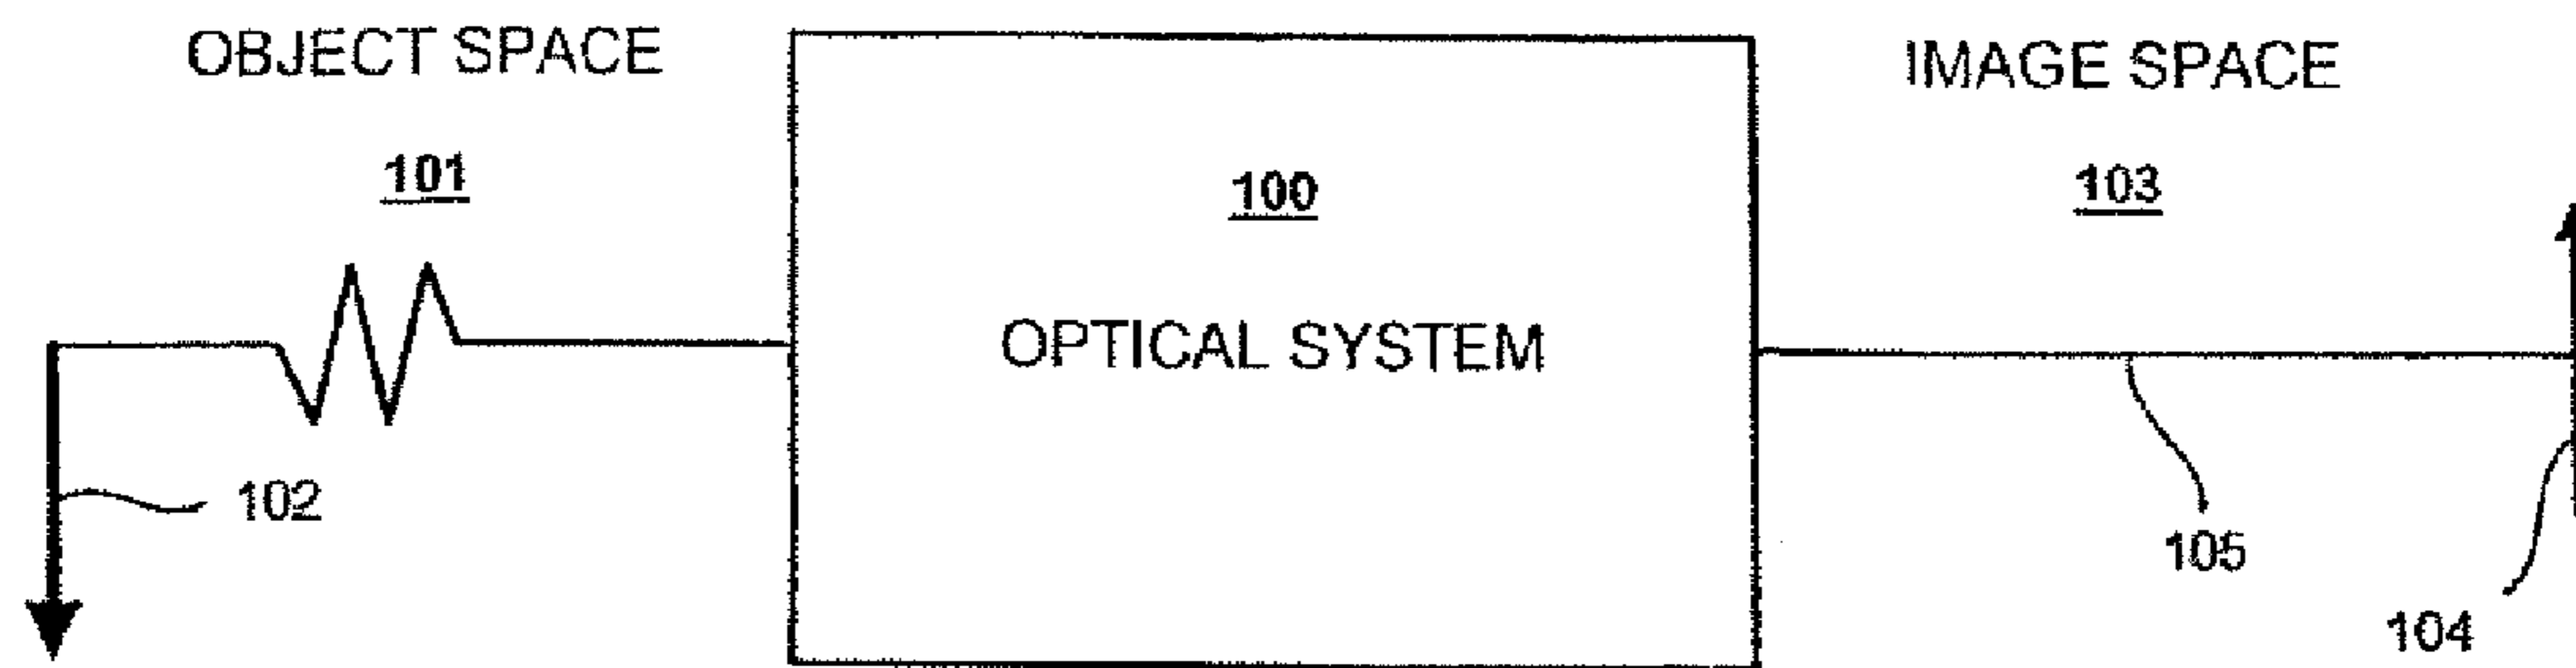 OBJECT SPACE
101
102
100
OPTICAL SYSTEM
IMAGE SPACE
103
105
104